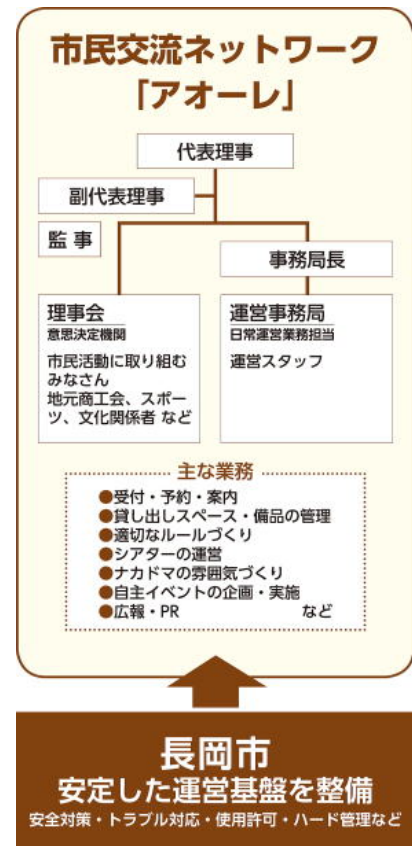 市民交流ネットワーク
「アオーレ」
代表理事
副代表理事
監事
事務局長
理事会
意思決定機関
市民活動に取り組む
みなさん
地元商工会、スポー
ツ、文化関係者 など
運営事務局
日常運営業務担当
運営スタッフ
主な業務
●受付・予約・案内
●貸し出しスペース・備品の管理
●適切なルールづくり
●シアターの運営
●ナカドマの雰囲気づくり
●自主イベントの企画・実施
●広報・PR など
長岡市
安定した運営基盤を整備
安全対策・トラブル対応・使用許可・ハード管理など